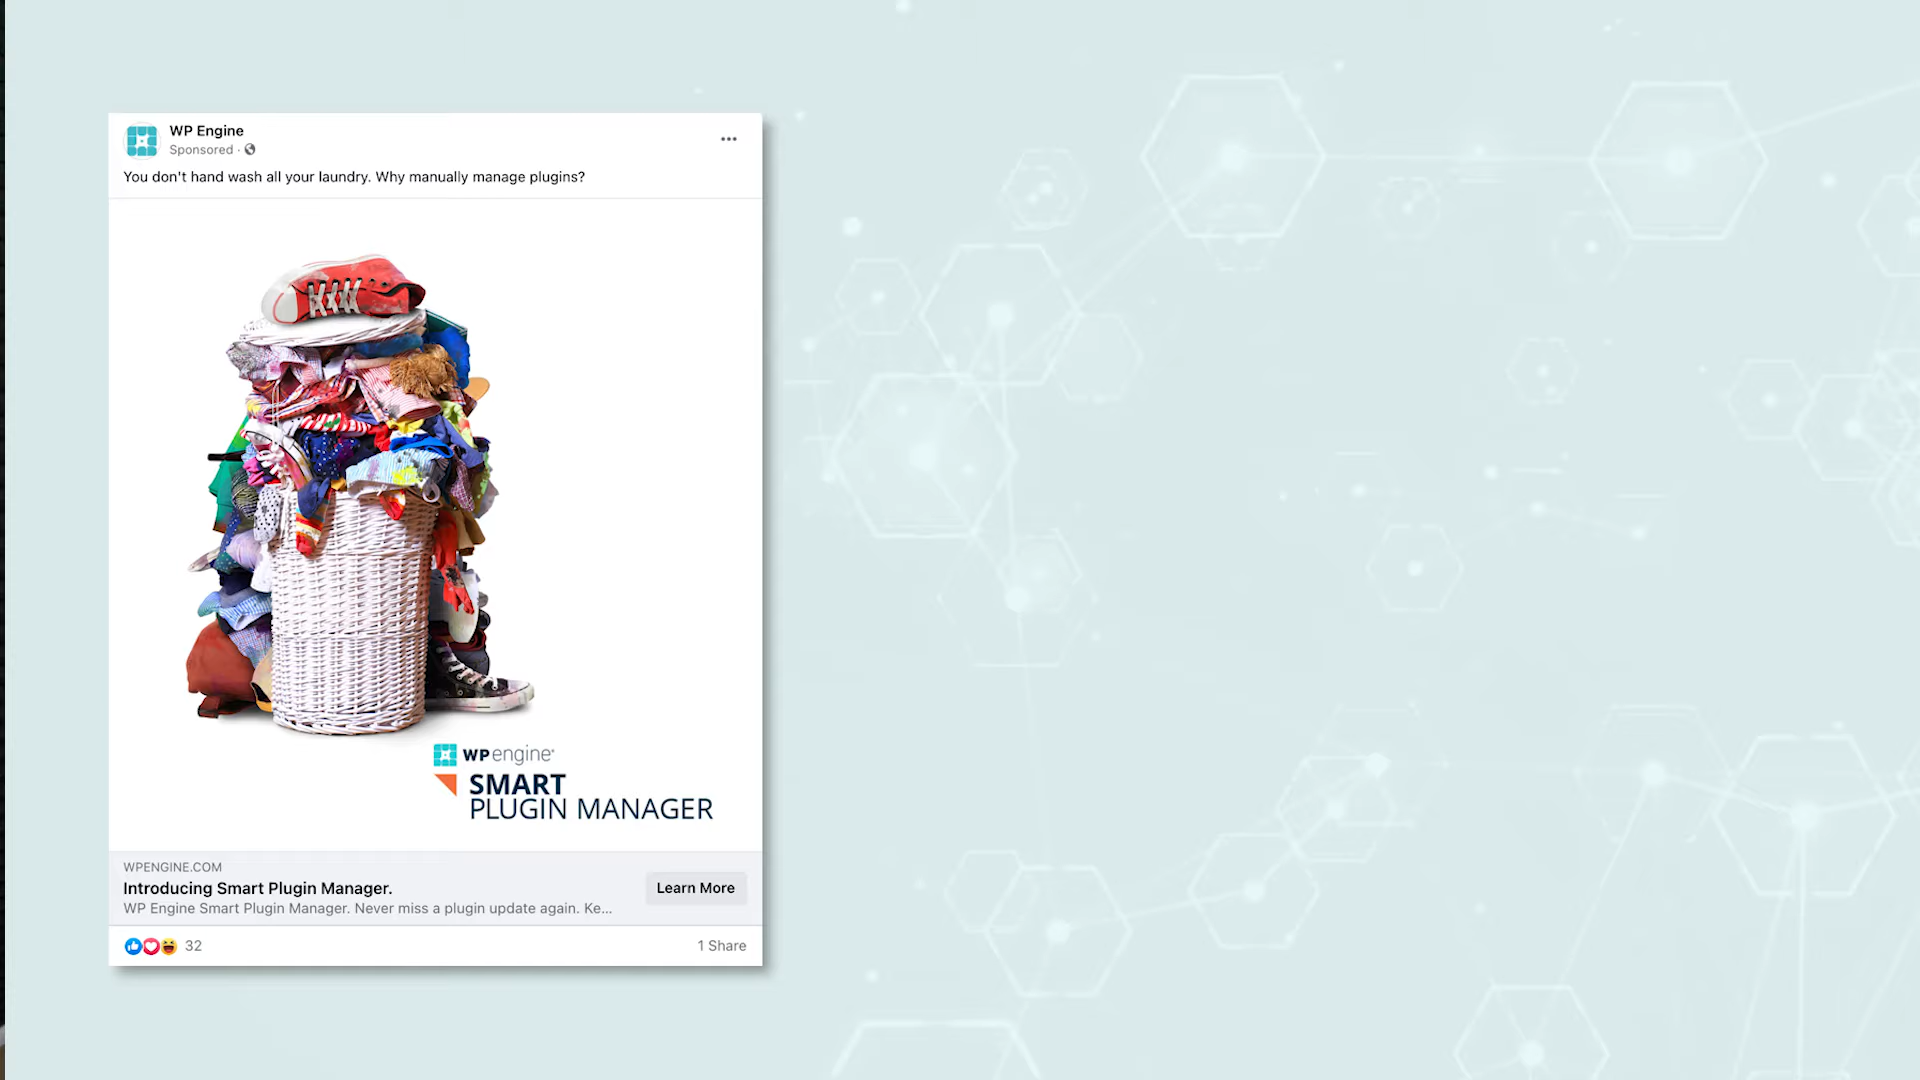 WP Engine
Sponsored ·
You don't hand wash all your laundry. Why manually manage plugins?
WP engine®
SMART
PLUGIN MANAGER
WPENGINE.COM
Introducing Smart Plugin Manager.
WP Engine Smart Plugin Manager. Never miss a plugin update again. Ke...
Learn More
32
1 Share